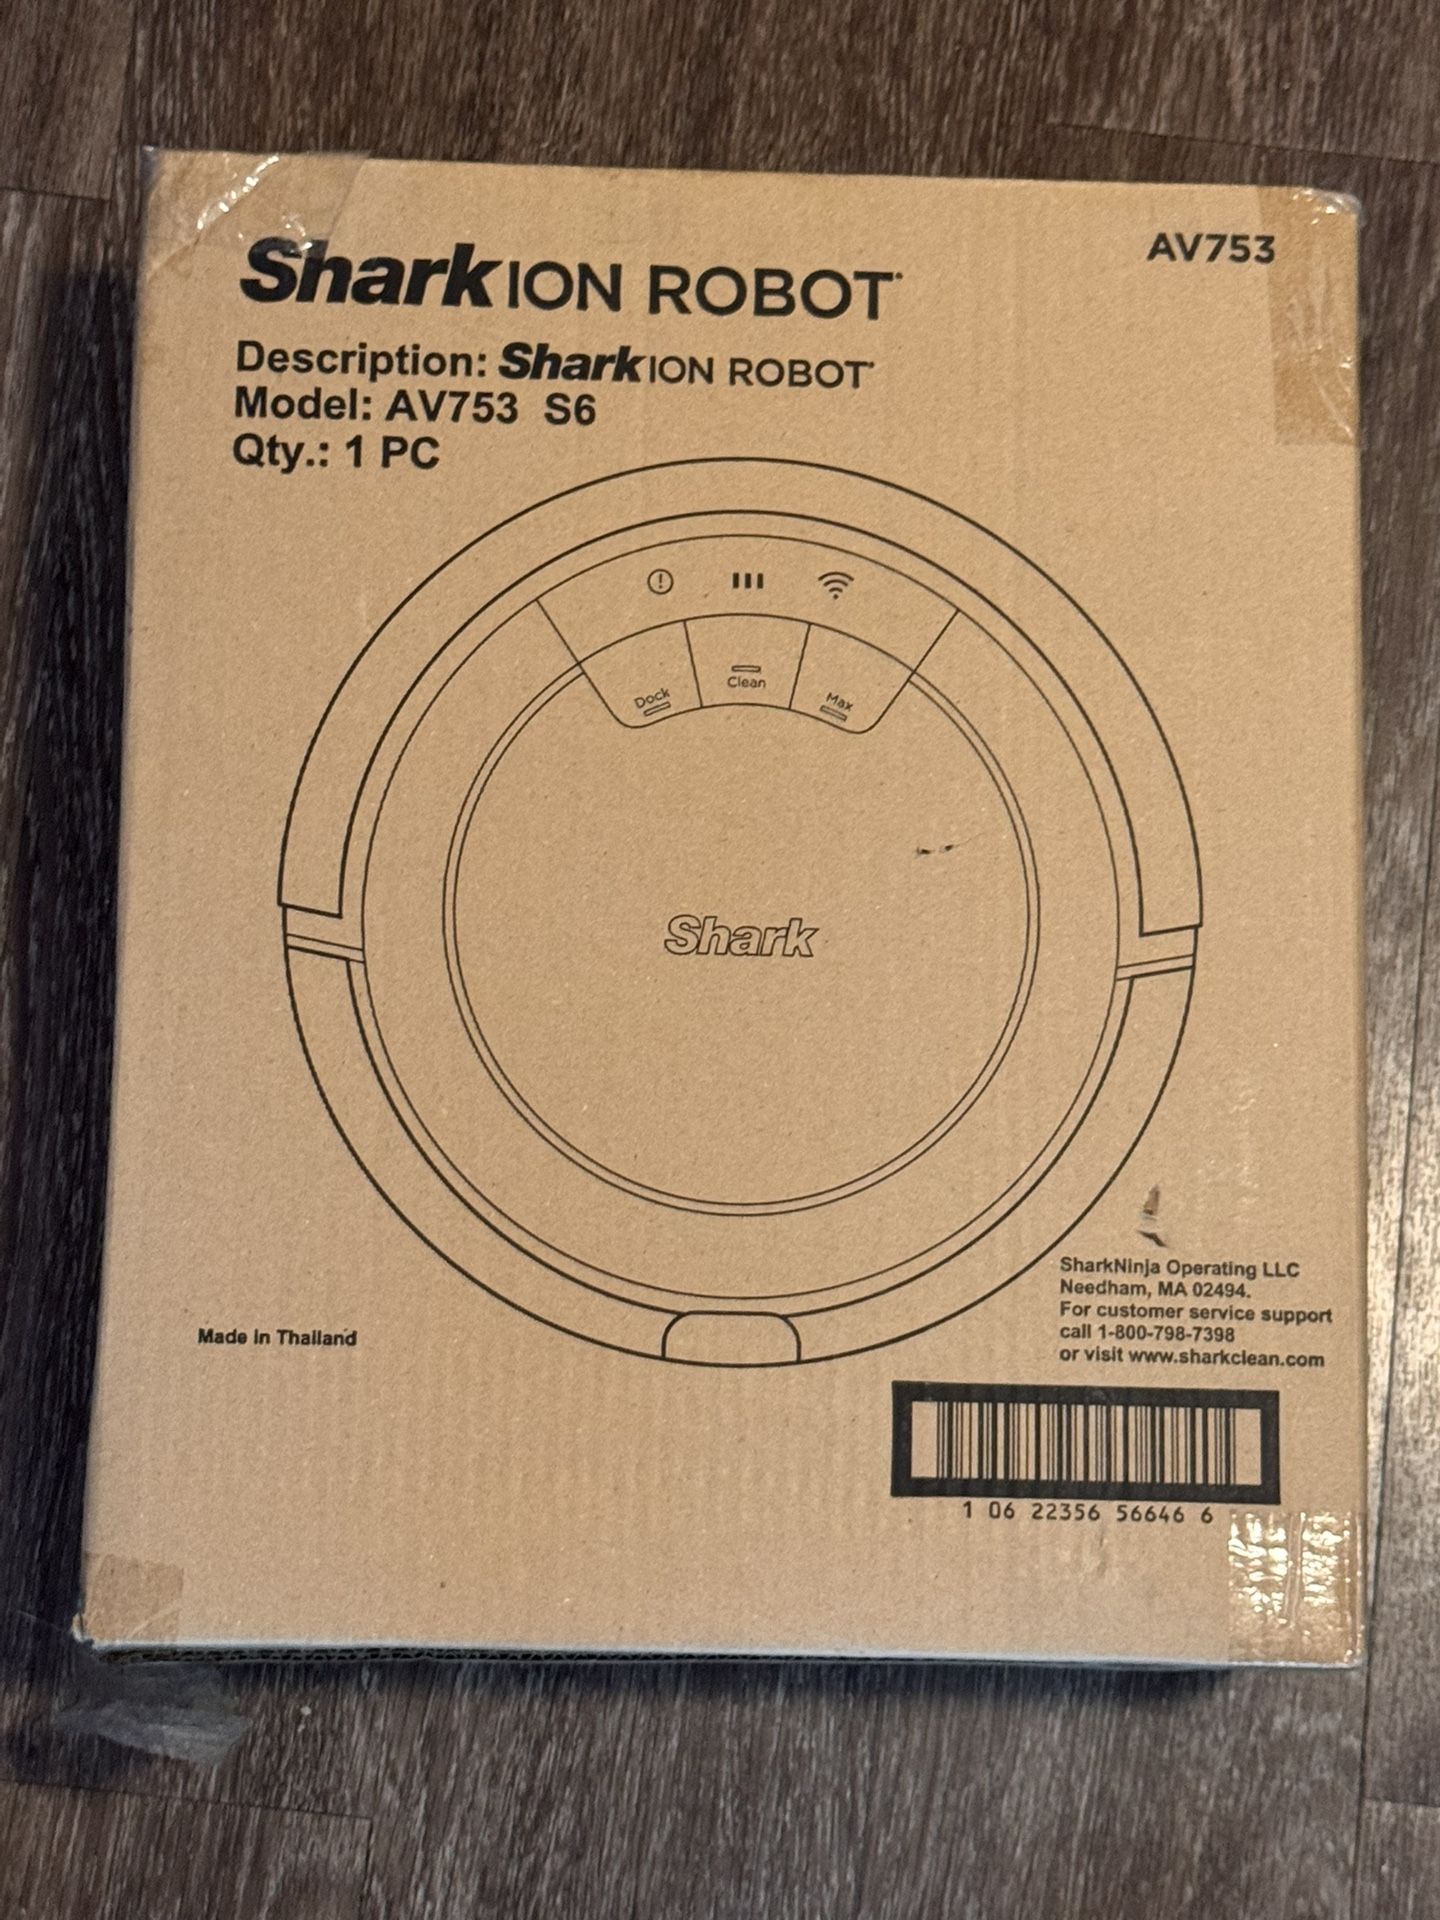 Shark ION ROBOT
AV753
Description: Shark ION ROBOT
Model: AV753 S6
Qty.: 1 PC
Dock
Clean
Max
Shark
SharkNinja Operating LLC
Needham, MA 02494.
For customer service support
call 1-800-798-7398
or visit www.sharkclean.com
Made in Thailand
1 06 22356 56646 6